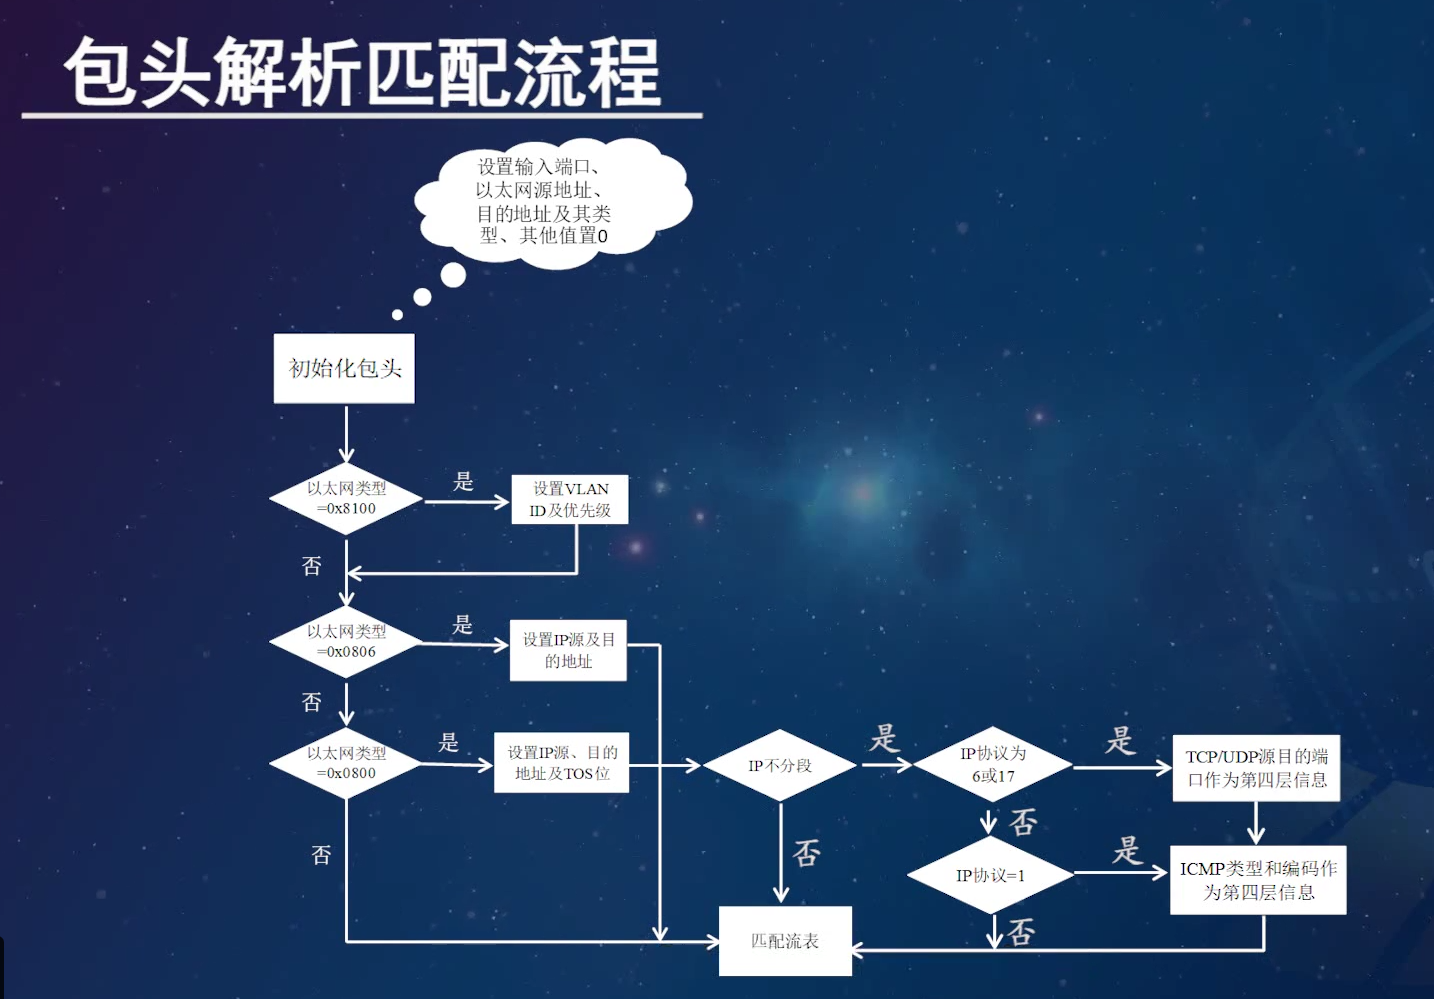 包头解析匹配流程
设置输入端口、
以太网源地址、
目的地址及其类
型、其他值置0
初始化包头
以太网类型
=0x8100
是
设置VLAN
ID及优先级
否
以太网类型
=0x0806
是
设置IP源及目
的地址
否
以太网类型
=0x0800
是
设置IP源、目的
地址及TOS位
IP不分段
是
IP协议为
6或17
是
TCP/UDP源目的端
口作为第四层信息
否
否
否
IP协议=1
是
ICMP类型和编码作
为第四层信息
否
匹配流表